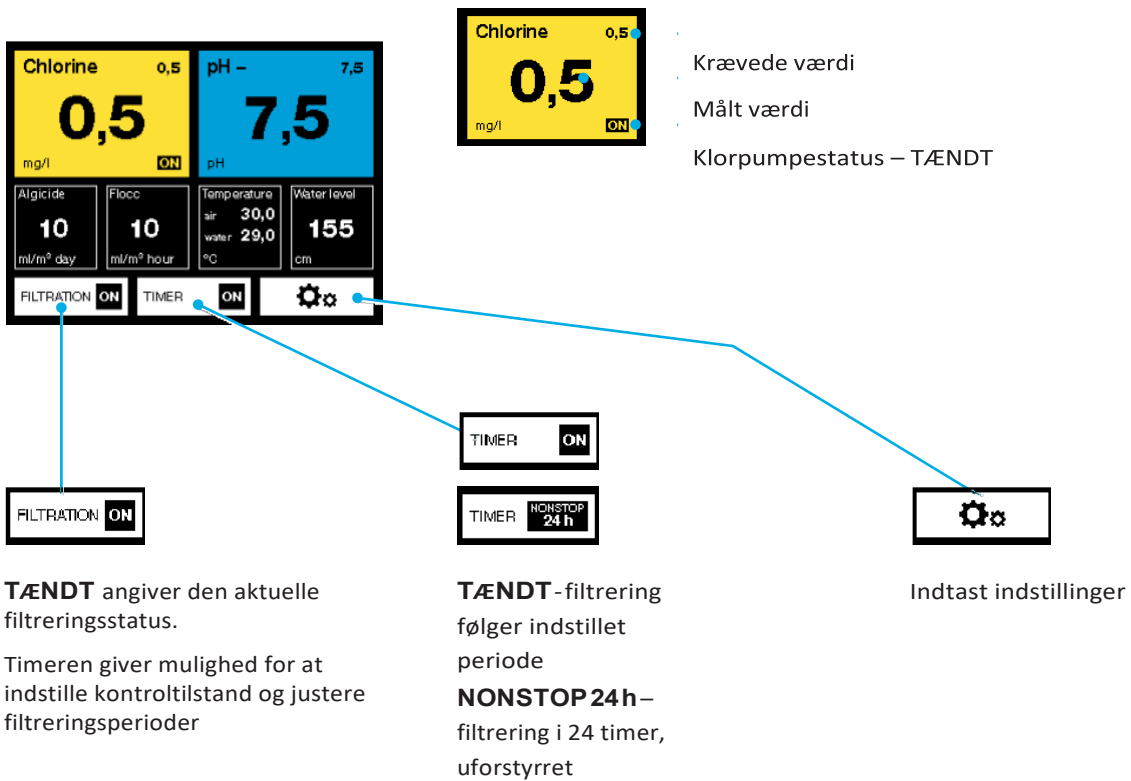 Chlorine 0,5
0,5
mg/l ON
pH – 7,5
7,5
pH
Algicide
10
ml/m³ day
Flocc
10
ml/m³ hour
Temperature
air 30,0
water 29,0
°C
Water level
155
cm
FILTRATION ON
TIMER ON
Chlorine 0,5
0,5
mg/l ON
Krævede værdi
Målt værdi
Klorpumpestatus – TÆNDT
FILTRATION ON
TÆNDT angiver den aktuelle
filtreringsstatus.
Timeren giver mulighed for at
indstille kontroltilstand og justere
filtreringsperioder
TIMER ON
TIMER NONSTOP
24 h
TÆNDT - filtrering
følger indstillet
periode
NONSTOP 24 h –
filtrering i 24 timer,
uforstyrret
Indtast indstillinger